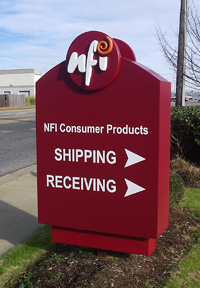 nfi
NFI Consumer Products
SHIPPING
RECEIVING